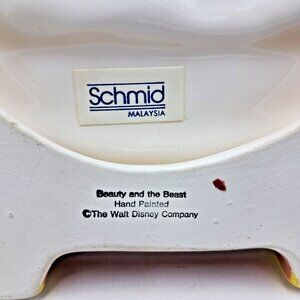 Schmid
MALAYSIA
Beauty and the Beast
Hand Painted
©The Walt Disney Company